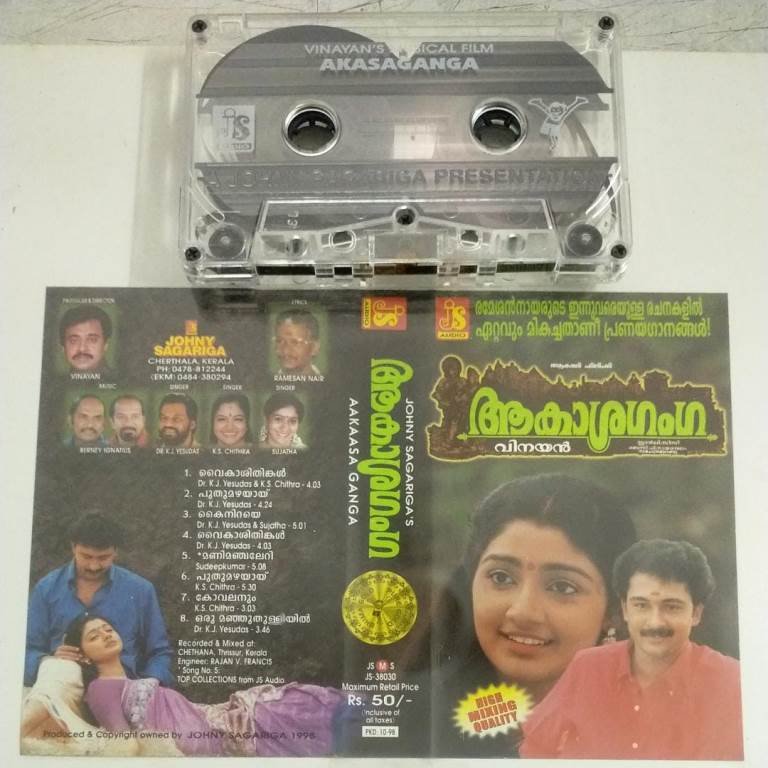 VINAYAN'S MUSICAL FILM
AKASAGANGA
JS
AUDIO
A JOHNY SAGARIGA PRESENTATION
PRODUCER & DIRECTOR
VINAYAN
JOHNY
SAGARIGA
CHERTHALA, KERALA
PH: 0478-812244
(EKM) 0484-380294
LYRICS
RAMESAN NAIR
MUSIC
BERNEY IGNATIUS
SINGER
DR. K.J. YESUDAS
SINGER
K.S. CHITHRA
SINGER
SUJATHA
1. വൈകാശിതിങ്കൾ
Dr. K.J. Yesudas & K.S. Chithra - 4.03
2. പുതുമഴയായ്
Dr. K.J. Yesudas - 4.24
3. കൈനിറയെ
Dr. K.J. Yesudas & Sujatha - 5.01
4. വൈകാശിതിങ്കൾ
Dr. K.J. Yesudas - 4.03
5. *മണിമഞ്ചലേറി
Sudeepkumar - 5.08
6. പുതുമഴയായ്
K.S. Chithra - 5.30
7. കോവലനും
K.S. Chithra - 3.03
8. ഒരു മഞ്ഞുതുള്ളിയിൽ
Dr. K.J. Yesudas - 3.46
Recorded & Mixed at:
CHETHANA, Thrissur, Kerala
Engineer: RAJAN V. FRANCIS
* Song No. 5:
TOP COLLECTIONS from JS Audio.
Produced & Copyright owned by JOHNY SAGARIGA 1998
JS
AUDIO
ആകാശഗംഗ
JOHNY SAGARIGA'S
AAKAASA GANGA
JS M S
JS-38030
Maximum Retail Price
Rs. 50/-
(inclusive of
all taxes)
PKD: 10-98
JS
AUDIO
രമേശൻനായരുടെ ഇന്നുവരെയുള്ള രചനകളിൽ
ഏറ്റവും മികച്ചതാണീ പ്രണയഗാനങ്ങൾ!
ആകാശ് ഫിലിംസ്
ആകാശഗംഗ
വിനയൻ
HIGH
MIXING
QUALITY